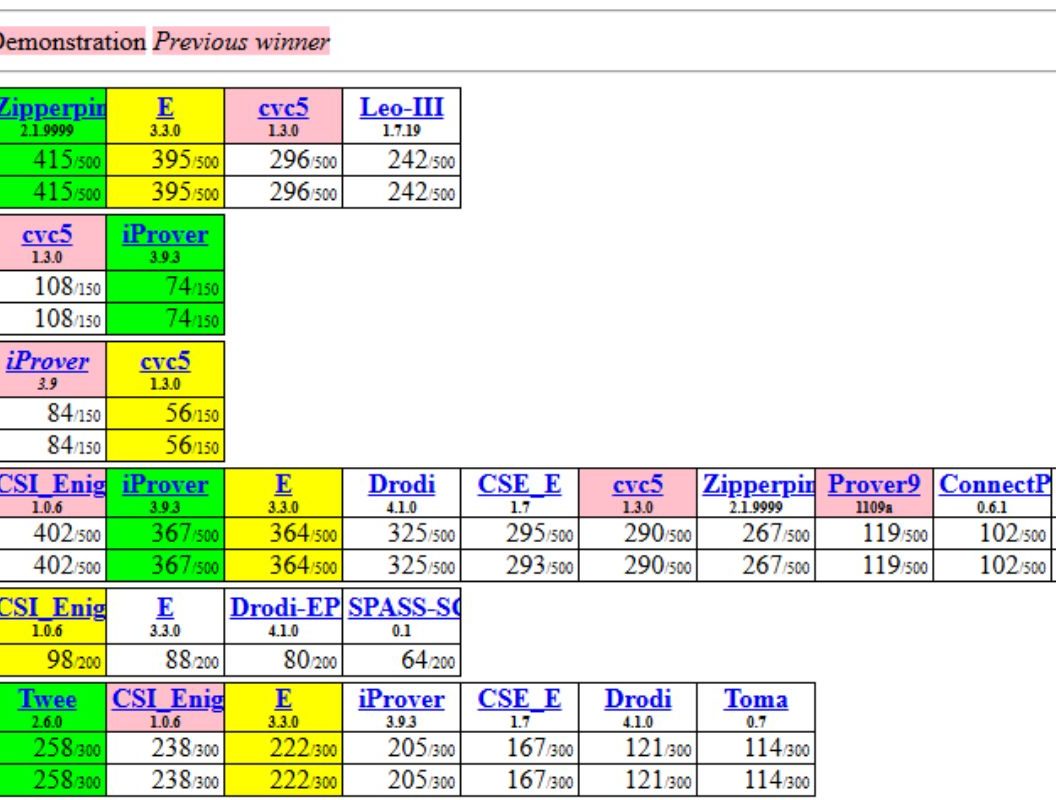 Demonstration Previous winner
Zipperpin E cvc5 Leo-III
2.1.9999 3.3.0 1.3.0 1.7.19
415/500 395/500 296/500 242/500
415/500 395/500 296/500 242/500
cvc5 iProver
1.3.0 3.9.3
108/150 74/150
108/150 74/150
iProver cvc5
3.9 1.3.0
84/150 56/150
84/150 56/150
CSI_Enig iProver E Drodi CSE_E cvc5 Zipperpin Prover9 ConnectP
1.0.6 3.9.3 3.3.0 4.1.0 1.7 1.3.0 2.1.9999 1109a 0.6.1
402/500 367/500 364/500 325/500 295/500 290/500 267/500 119/500 102/500
402/500 367/500 364/500 325/500 293/500 290/500 267/500 119/500 102/500
CSI_Enig E Drodi-EP SPASS-SC
1.0.6 3.3.0 4.1.0 0.1
98/200 88/200 80/200 64/200
Twee CSI_Enig E iProver CSE_E Drodi Toma
2.6.0 1.0.6 3.3.0 3.9.3 1.7 4.1.0 0.7
258/300 238/300 222/300 205/300 167/300 121/300 114/300
258/300 238/300 222/300 205/300 167/300 121/300 114/300